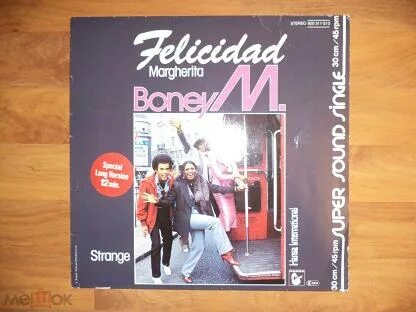 STEREO 600 311-213
Felicidad
Margherita
Boney M.
Special
Long Version
12 min.
Strange
Hansa International
30 cm / 45 rpm SUPER SOUND SINGLE 30 cm / 45 rpm
МешОк